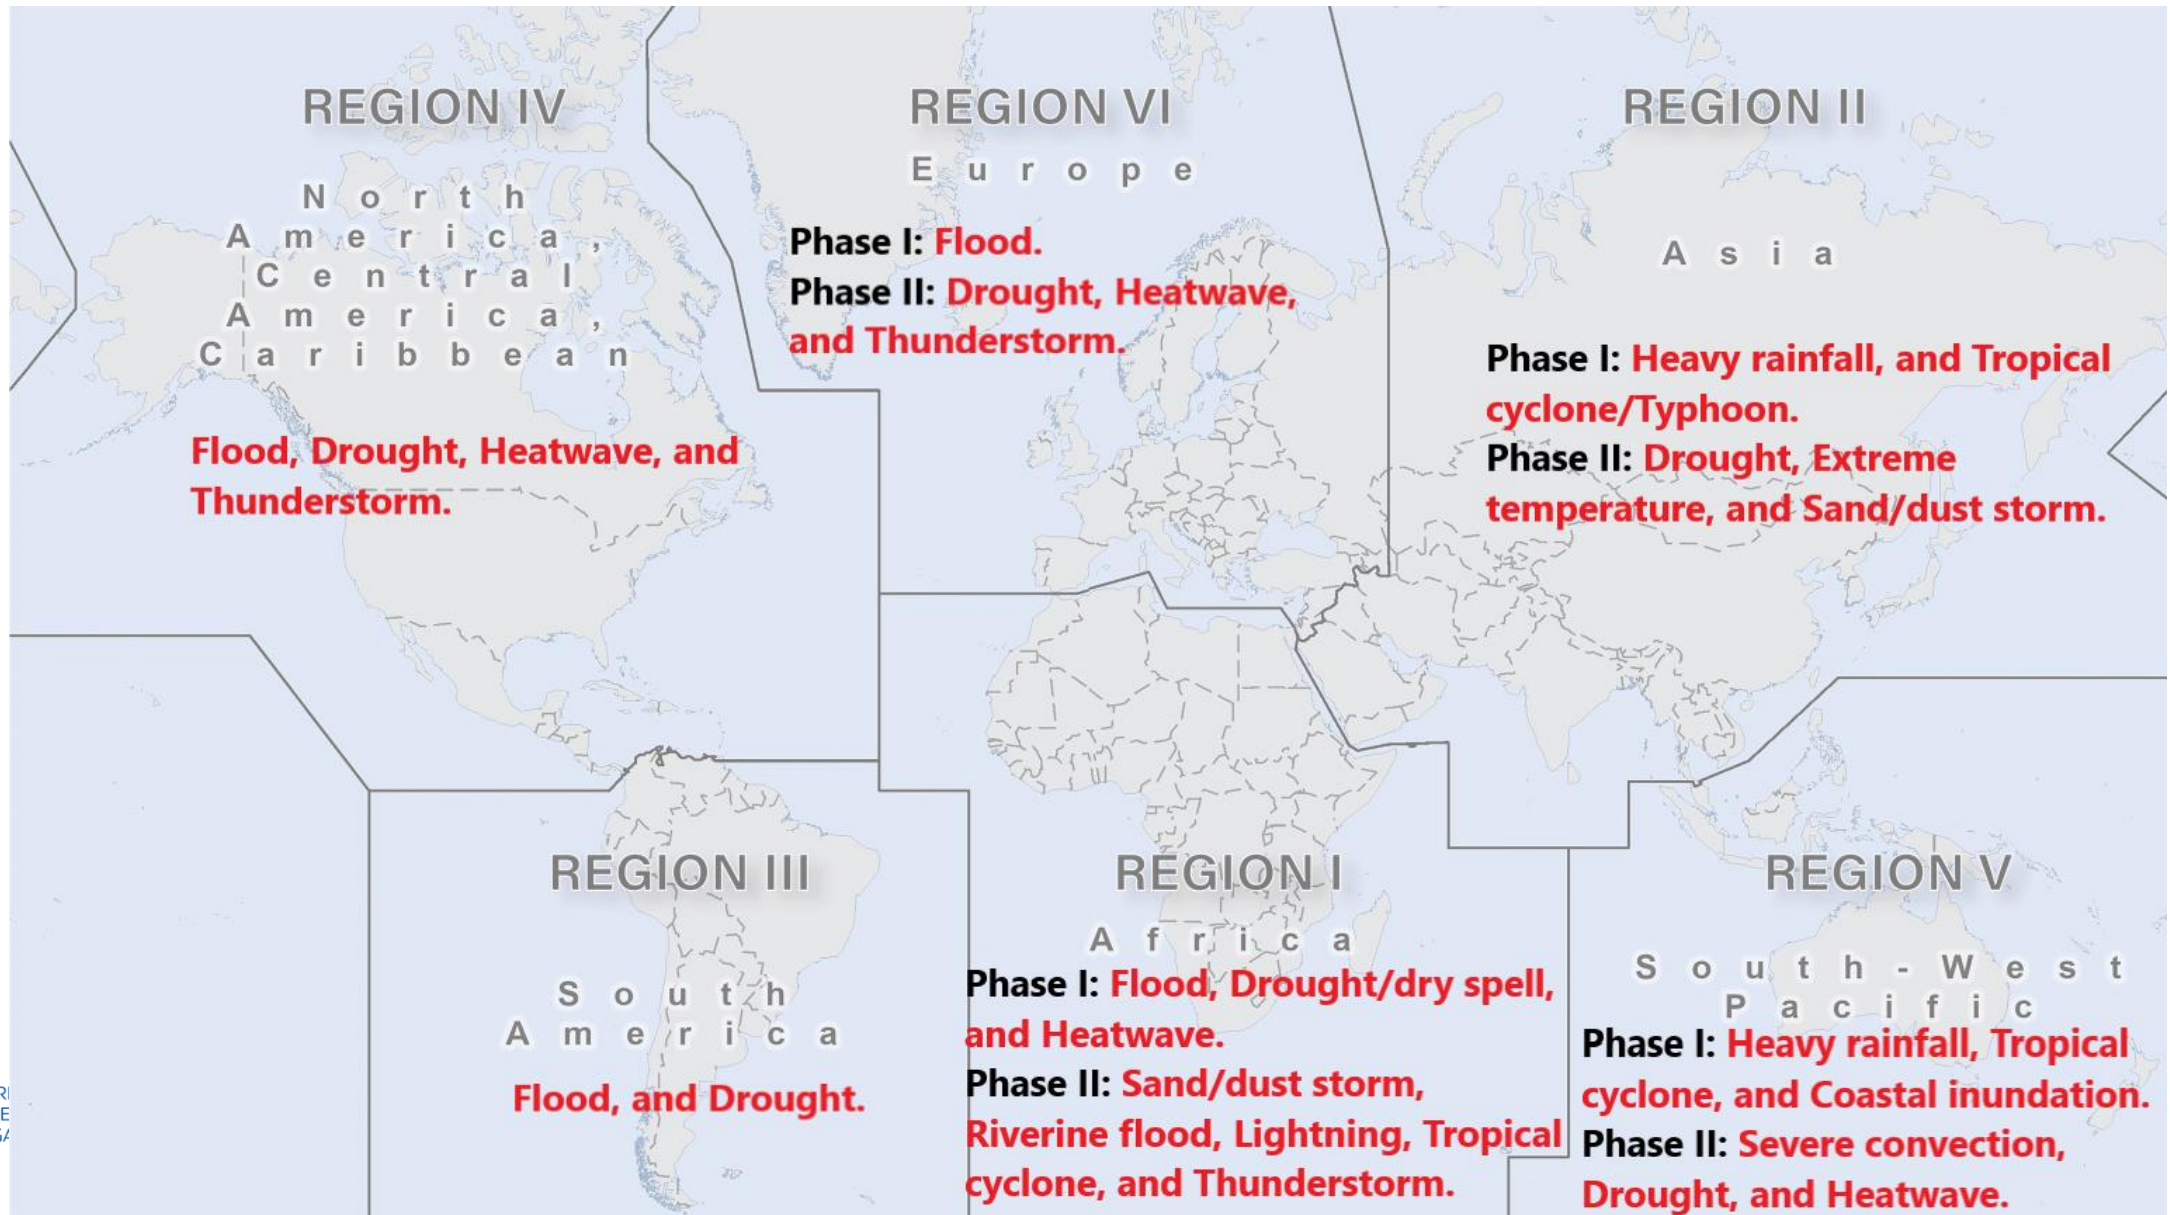 REGION IV
North
America,
Central
America,
Caribbean
Flood, Drought, Heatwave, and
Thunderstorm.
REGION VI
Europe
Phase I: Flood.
Phase II: Drought, Heatwave,
and Thunderstorm.
REGION II
Asia
Phase I: Heavy rainfall, and Tropical
cyclone/Typhoon.
Phase II: Drought, Extreme
temperature, and Sand/dust storm.
REGION III
South
America
Flood, and Drought.
REGION I
Africa
Phase I: Flood, Drought/dry spell,
and Heatwave.
Phase II: Sand/dust storm,
Riverine flood, Lightning, Tropical
cyclone, and Thunderstorm.
REGION V
South-West
Pacific
Phase I: Heavy rainfall, Tropical
cyclone, and Coastal inundation.
Phase II: Severe convection,
Drought, and Heatwave.